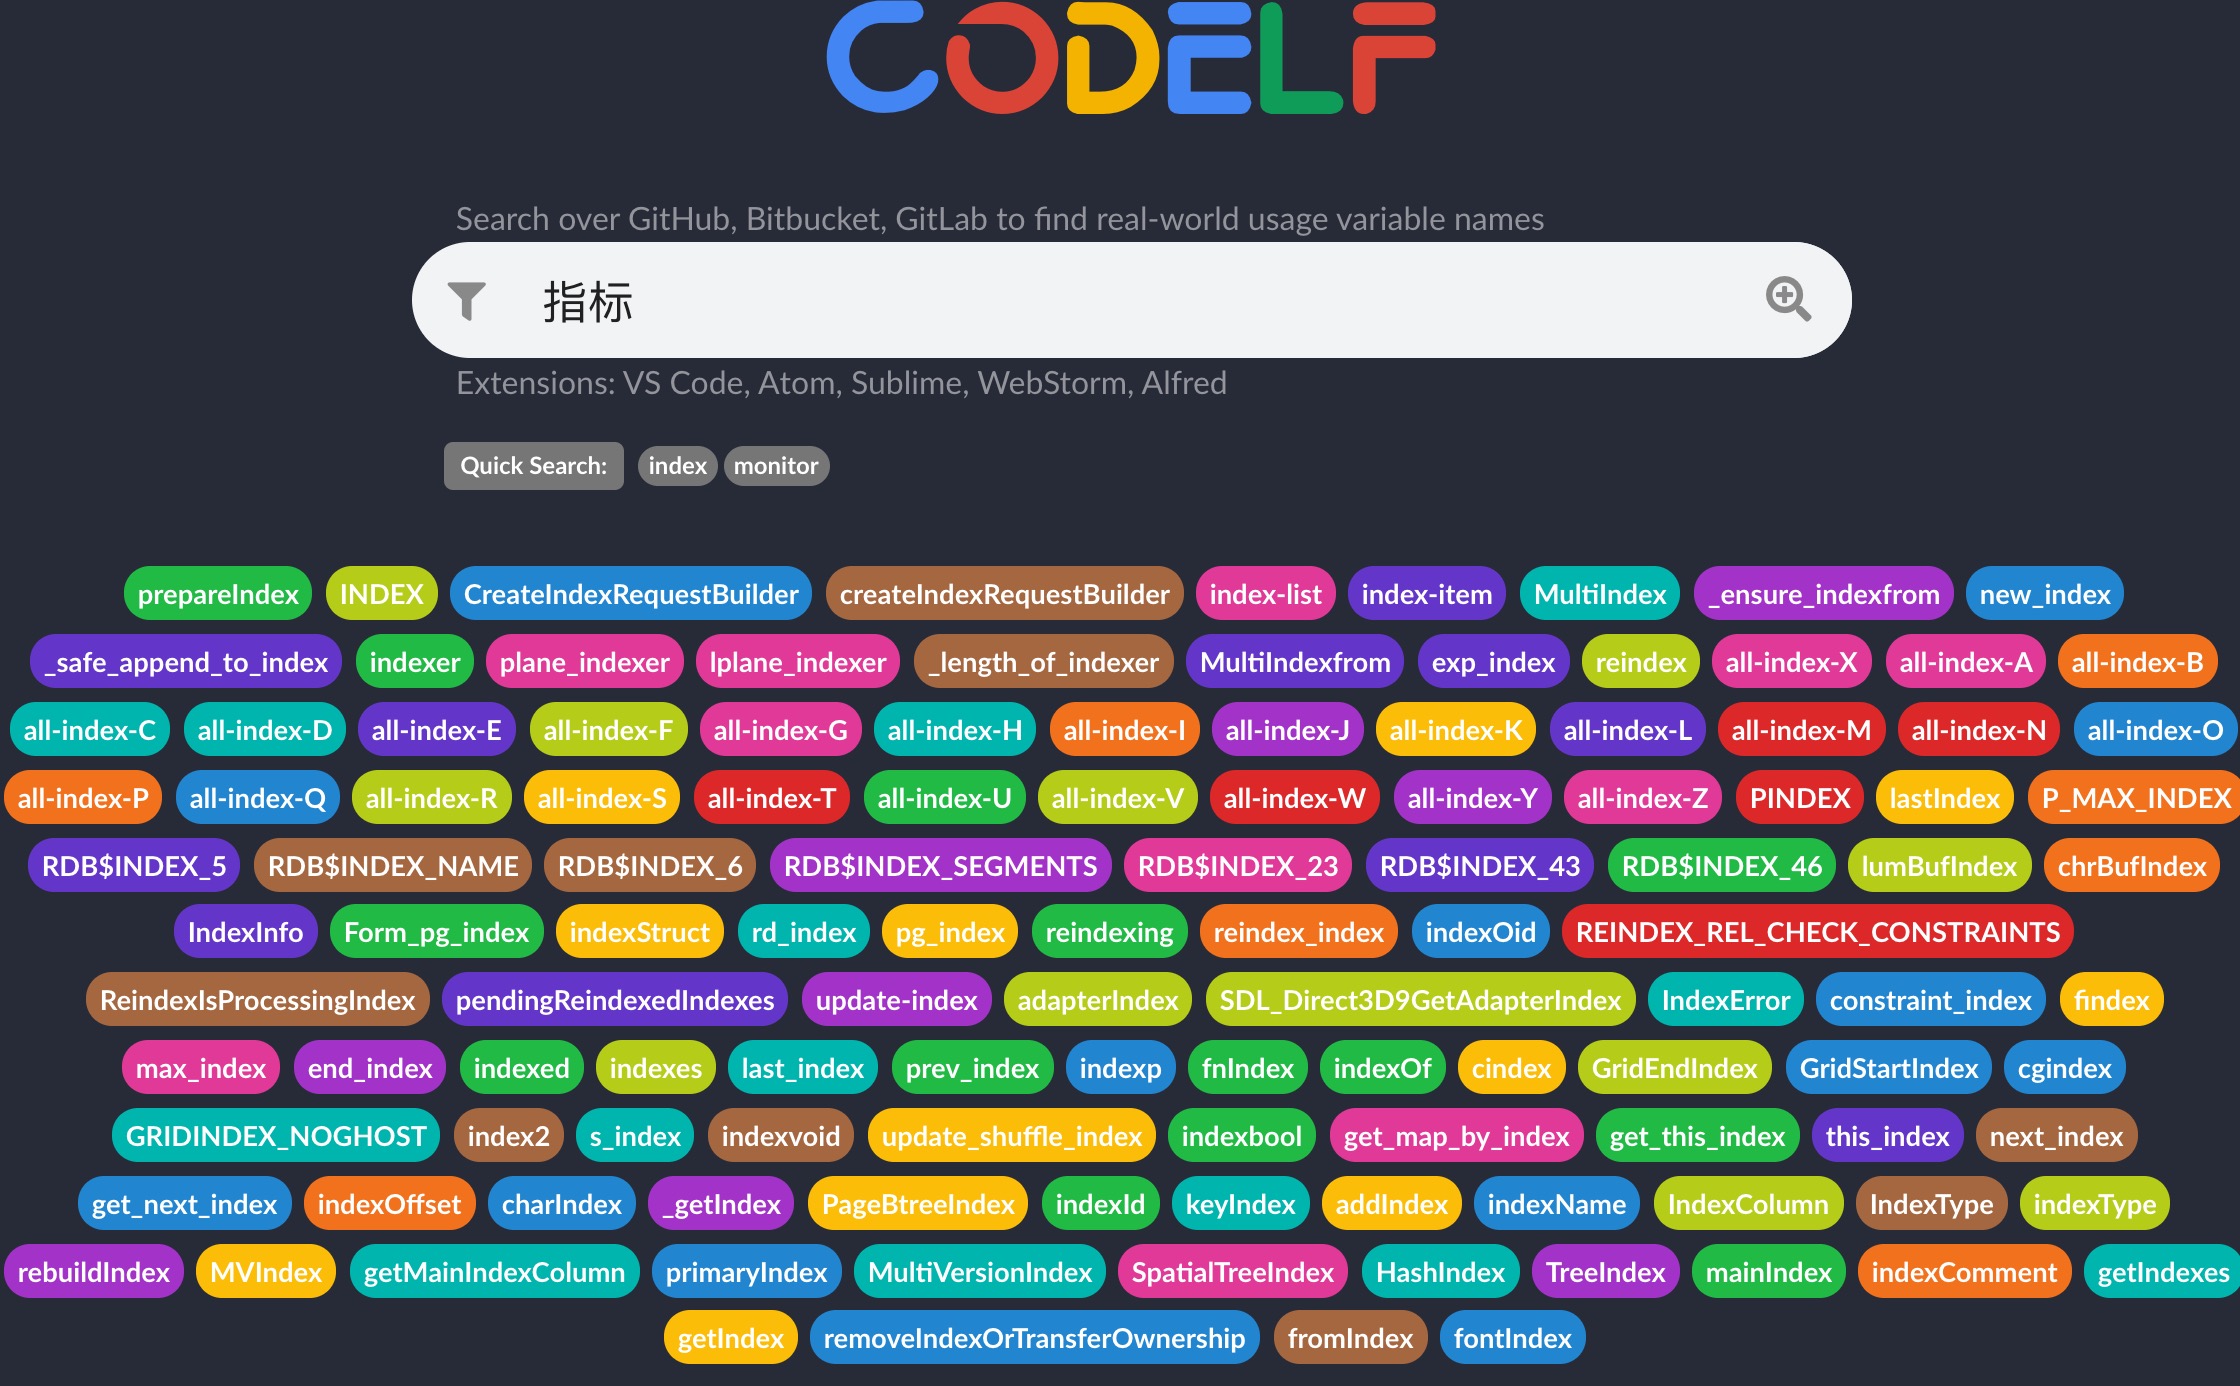 CODELF
Search over GitHub, Bitbucket, GitLab to find real-world usage variable names
指标
Extensions: VS Code, Atom, Sublime, WebStorm, Alfred
Quick Search: index monitor
prepareIndex INDEX CreateIndexRequestBuilder createIndexRequestBuilder index-list index-item MultiIndex _ensure_indexfrom new_index
_safe_append_to_index indexer plane_indexer lplane_indexer _length_of_indexer MultiIndexfrom exp_index reindex all-index-X all-index-A all-index-B
all-index-C all-index-D all-index-E all-index-F all-index-G all-index-H all-index-I all-index-J all-index-K all-index-L all-index-M all-index-N all-index-O
all-index-P all-index-Q all-index-R all-index-S all-index-T all-index-U all-index-V all-index-W all-index-Y all-index-Z PINDEX lastIndex P_MAX_INDEX
RDB$INDEX_5 RDB$INDEX_NAME RDB$INDEX_6 RDB$INDEX_SEGMENTS RDB$INDEX_23 RDB$INDEX_43 RDB$INDEX_46 lumBufIndex chrBufIndex
IndexInfo Form_pg_index indexStruct rd_index pg_index reindexing reindex_index indexOid REINDEX_REL_CHECK_CONSTRAINTS
ReindexIsProcessingIndex pendingReindexedIndexes update-index adapterIndex SDL_Direct3D9GetAdapterIndex IndexError constraint_index findex
max_index end_index indexed indexes last_index prev_index indexp fnIndex indexOf cindex GridEndIndex GridStartIndex cgindex
GRIDINDEX_NOGHOST index2 s_index indexvoid update_shuffle_index indexbool get_map_by_index get_this_index this_index next_index
get_next_index indexOffset charIndex _getIndex PageBtreeIndex indexId keyIndex addIndex indexName IndexColumn IndexType indexType
rebuildIndex MVIndex getMainIndexColumn primaryIndex MultiVersionIndex SpatialTreeIndex HashIndex TreeIndex mainIndex indexComment getIndexes
getIndex removeIndexOrTransferOwnership fromIndex fontIndex